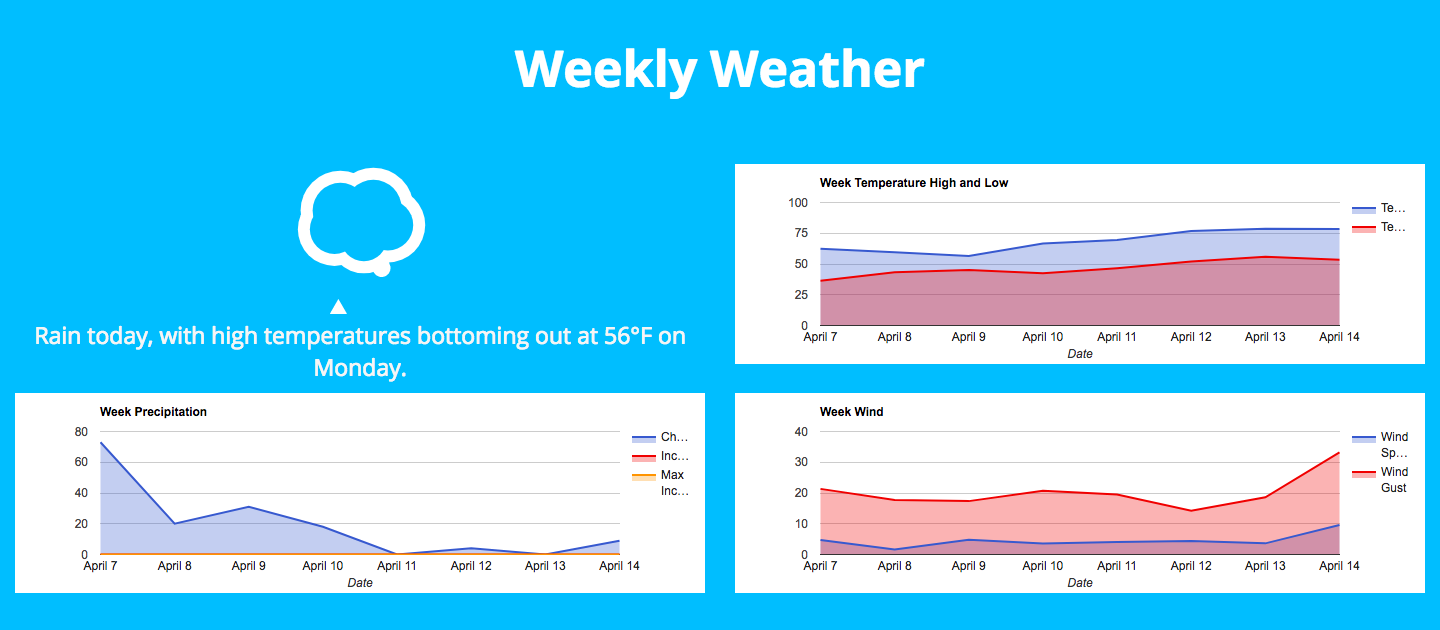 Weekly Weather
Rain today, with high temperatures bottoming out at 56°F on
Monday.
Week Temperature High and Low
100
75
50
25
0
April 7 April 8 April 9 April 10 April 11 April 12 April 13 April 14
Date
Te...
Te...
Week Precipitation
80
60
40
20
0
April 7 April 8 April 9 April 10 April 11 April 12 April 13 April 14
Date
Ch...
Inc...
Max
Inc...
Week Wind
40
30
20
10
0
April 7 April 8 April 9 April 10 April 11 April 12 April 13 April 14
Date
Wind
Sp...
Wind
Gust